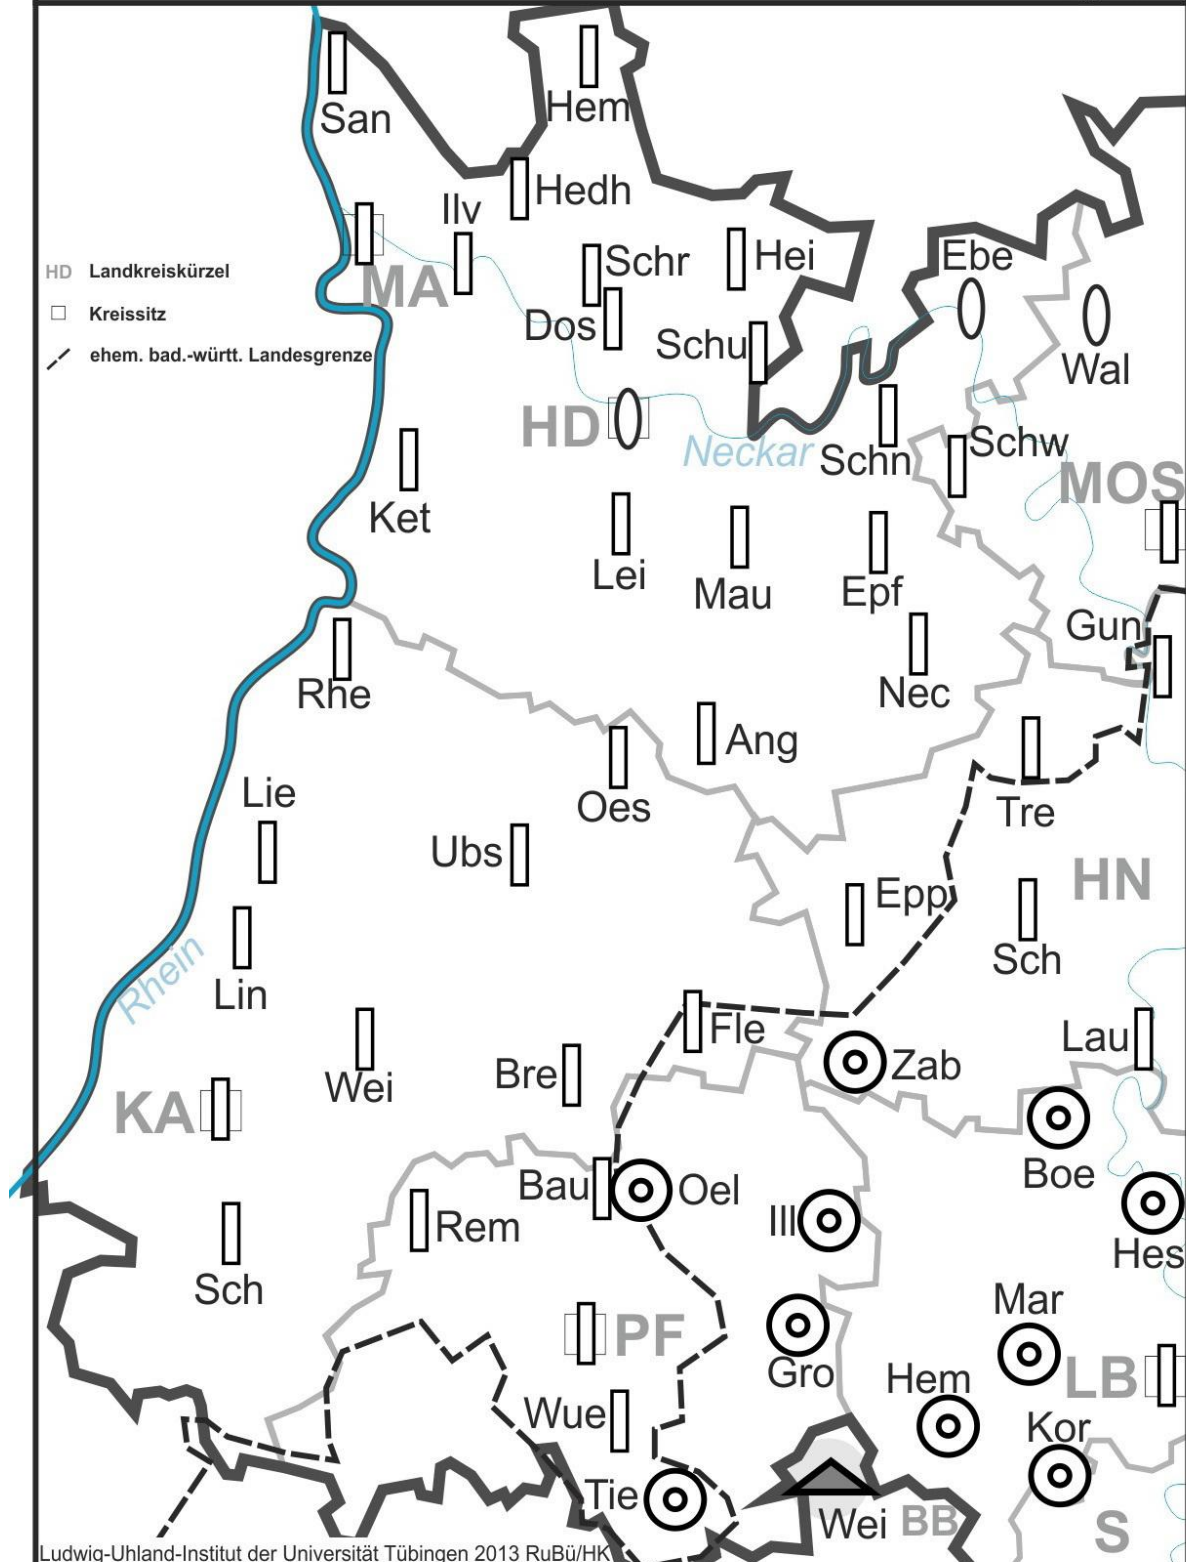 San
Hem
Hedh
Ilv
Schr
Hei
Ebe
HD Landkreiskürzel
MA
Kreissitz
Dos
Schu
ehem. bad.-württ. Landesgrenze
Wal
HD
Neckar
Schn
Schw
MOS
Ket
Lei
Mau
Epf
Gun
Rhe
Nec
Ang
Lie
Oes
Tre
Ubs
HN
Epp
Sch
Rhein
Lin
Fle
Lau
Wei
Bre
Zab
KA
Boe
Bau
Oel
Rem
Ill
Hes
Sch
Mar
PF
Gro
Hem
LB
Wue
Kor
Tie
Wei
BB
S
Ludwig-Uhland-Institut der Universität Tübingen 2013 RuBü/HK